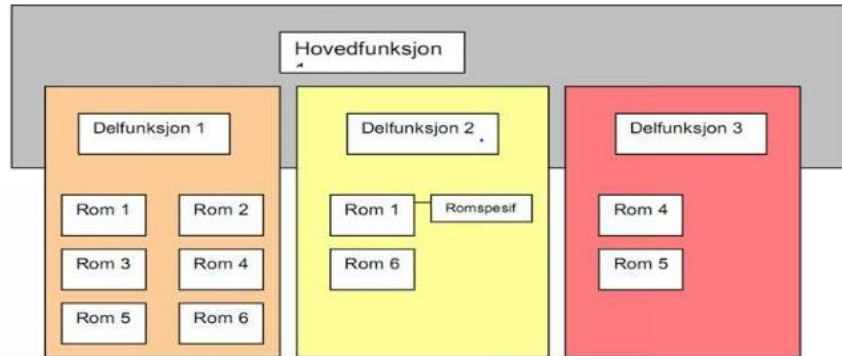 Hovedfunksjon
Delfunksjon 1
Delfunksjon 2
Delfunksjon 3
Rom 1
Rom 2
Rom 3
Rom 4
Rom 5
Rom 6
Rom 1
Romspesif
Rom 6
Rom 4
Rom 5